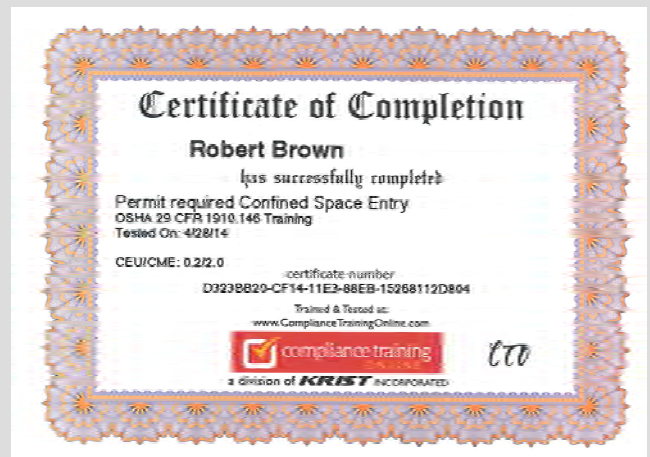 Certificate of Completion
Robert Brown
has successfully completed
Permit required Confined Space Entry
OSHA 29 CFR 1910.146 Training
Tested On: 4/28/14
CEU/CME: 0.2/2.0
certificate number
D323BB20-CF14-11E3-88EB-15268112D804
Trained & Tested at:
www.ComplianceTrainingOnline.com
compliance training
ONLINE
a division of KRIST INCORPORATED